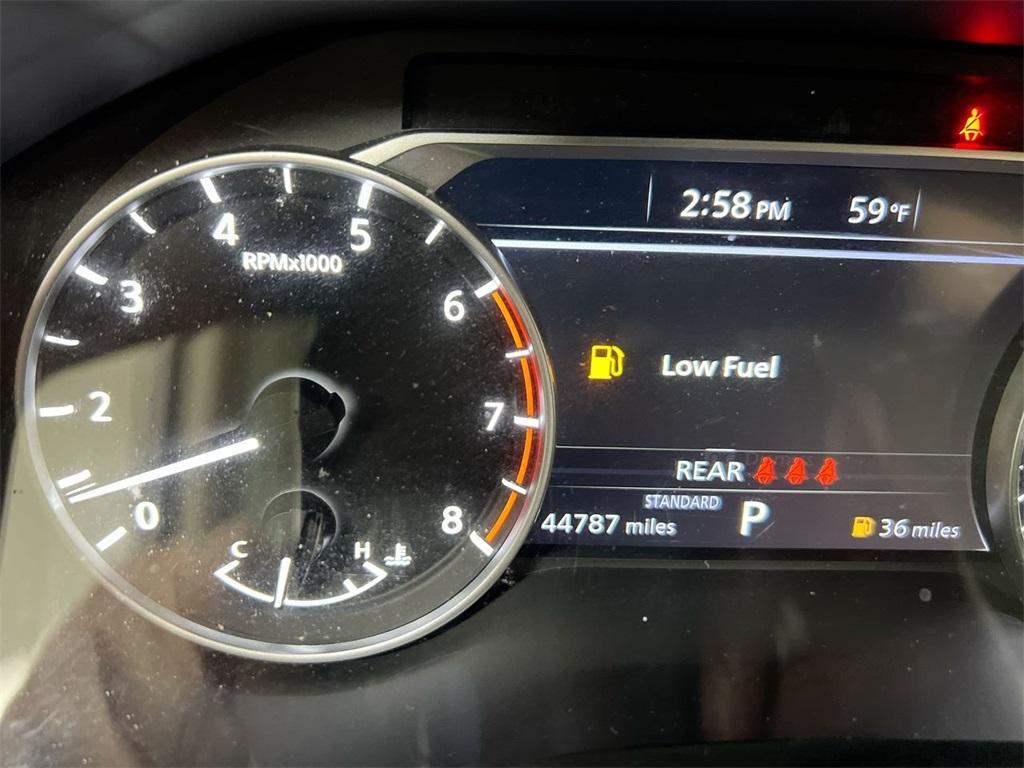 2:58 PM 59°F
4 5
RPMx1000
3 6
Low Fuel
2 7
REAR
STANDARD
0 8 44787 miles P 36 miles
C H